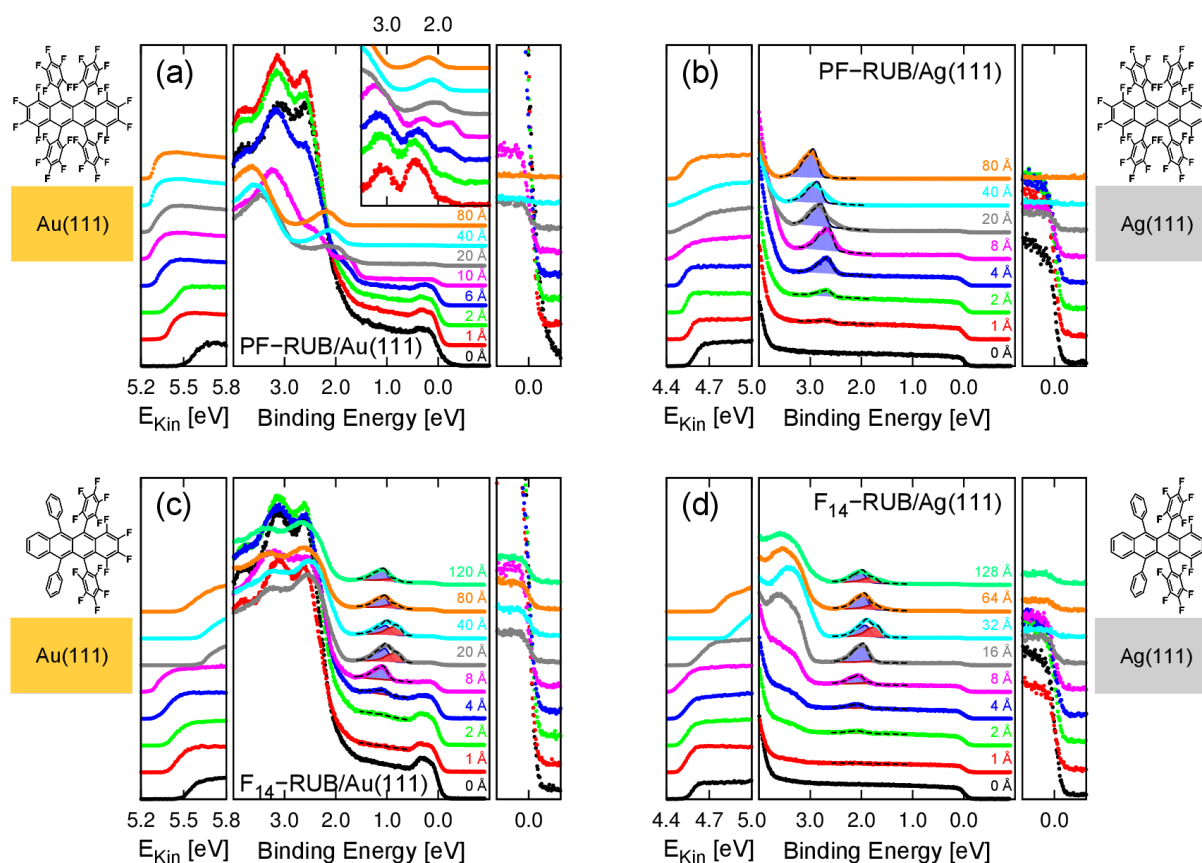 3.0 2.0
(a)
Au(111)
80 Å
40 Å
20 Å
10 Å
6 Å
2 Å
1 Å
0 Å
PF−RUB/Au(111)
5.2 5.5 5.8 3.0 2.0 1.0 0.0 0.0
E_Kin [eV] Binding Energy [eV]
(b) PF−RUB/Ag(111)
Ag(111)
80 Å
40 Å
20 Å
8 Å
4 Å
2 Å
1 Å
0 Å
4.4 4.7 5.0 3.0 2.0 1.0 0.0 0.0
E_Kin [eV] Binding Energy [eV]
(c)
Au(111)
120 Å
80 Å
40 Å
20 Å
8 Å
4 Å
2 Å
1 Å
0 Å
F₁₄−RUB/Au(111)
5.2 5.5 5.8 3.0 2.0 1.0 0.0 0.0
E_Kin [eV] Binding Energy [eV]
(d) F₁₄−RUB/Ag(111)
Ag(111)
128 Å
64 Å
32 Å
16 Å
8 Å
4 Å
2 Å
1 Å
0 Å
4.4 4.7 5.0 3.0 2.0 1.0 0.0 0.0
E_Kin [eV] Binding Energy [eV]